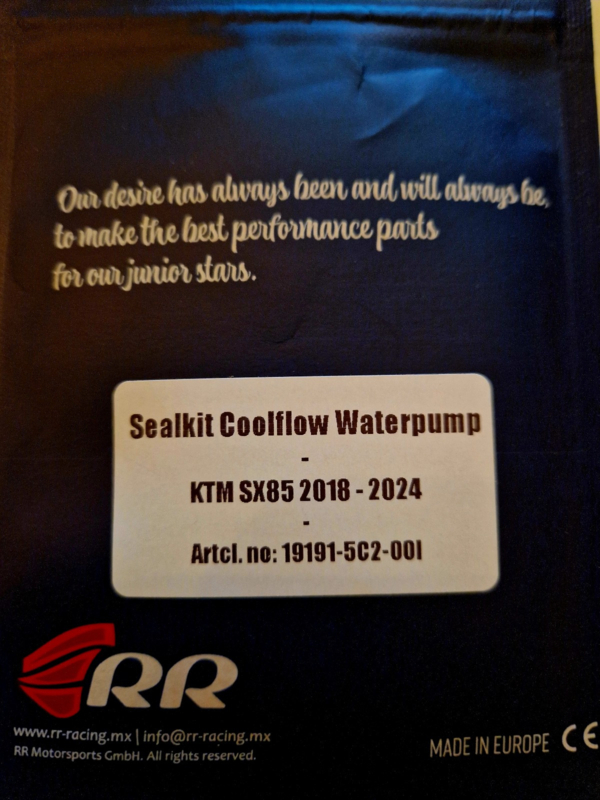 Our desire has always been and will always be,
to make the best performance parts
for our junior stars.
Sealkit Coolflow Waterpump
-
KTM SX85 2018 - 2024
-
Artcl. no: 19191-5C2-00I
RR
www.rr-racing.mx | info@rr-racing.mx
RR Motorsports GmbH. All rights reserved.
MADE IN EUROPE CE